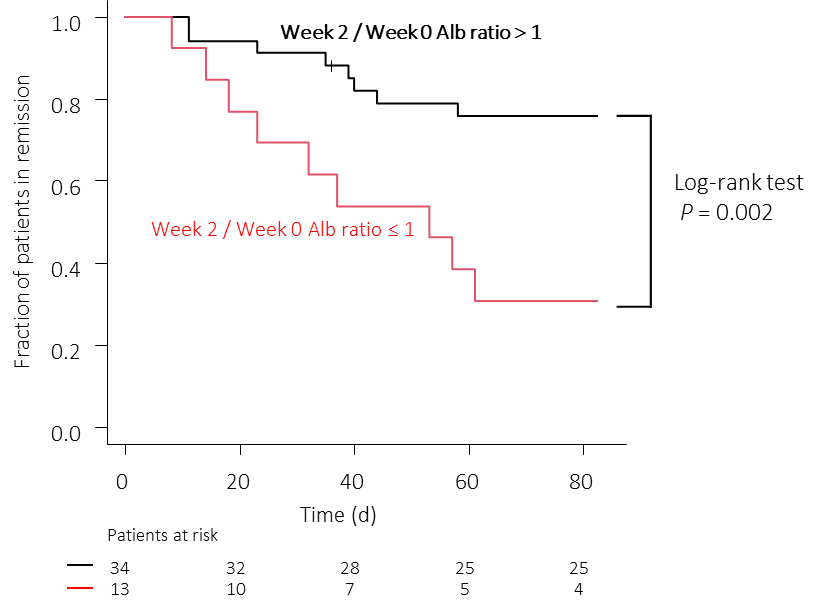 Week 2 / Week 0 Alb ratio > 1
1.0
0.8
0.6
0.4
0.2
0.0
Fraction of patients in remission
Week 2 / Week 0 Alb ratio ≤ 1
Log-rank test
P = 0.002
0 20 40 60 80
Time (d)
Patients at risk
34 32 28 25 25
13 10 7 5 4